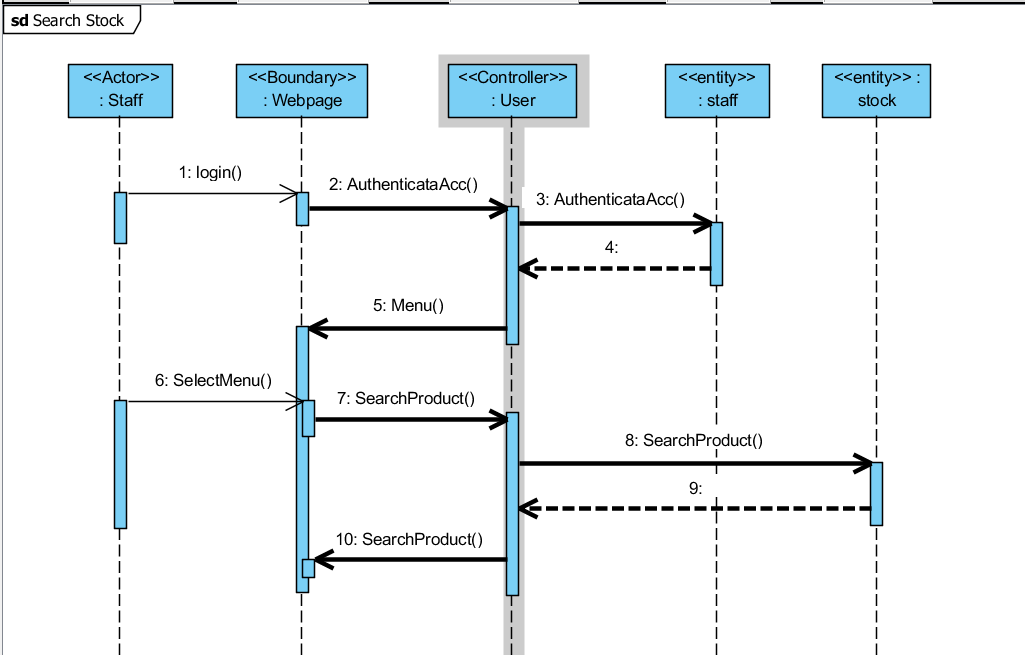 sd Search Stock
<<Actor>>
: Staff
<<Boundary>>
: Webpage
<<Controller>>
: User
<<entity>>
: staff
<<entity>> :
stock
1: login()
2: AuthenticataAcc()
3: AuthenticataAcc()
4:
5: Menu()
6: SelectMenu()
7: SearchProduct()
8: SearchProduct()
9:
10: SearchProduct()